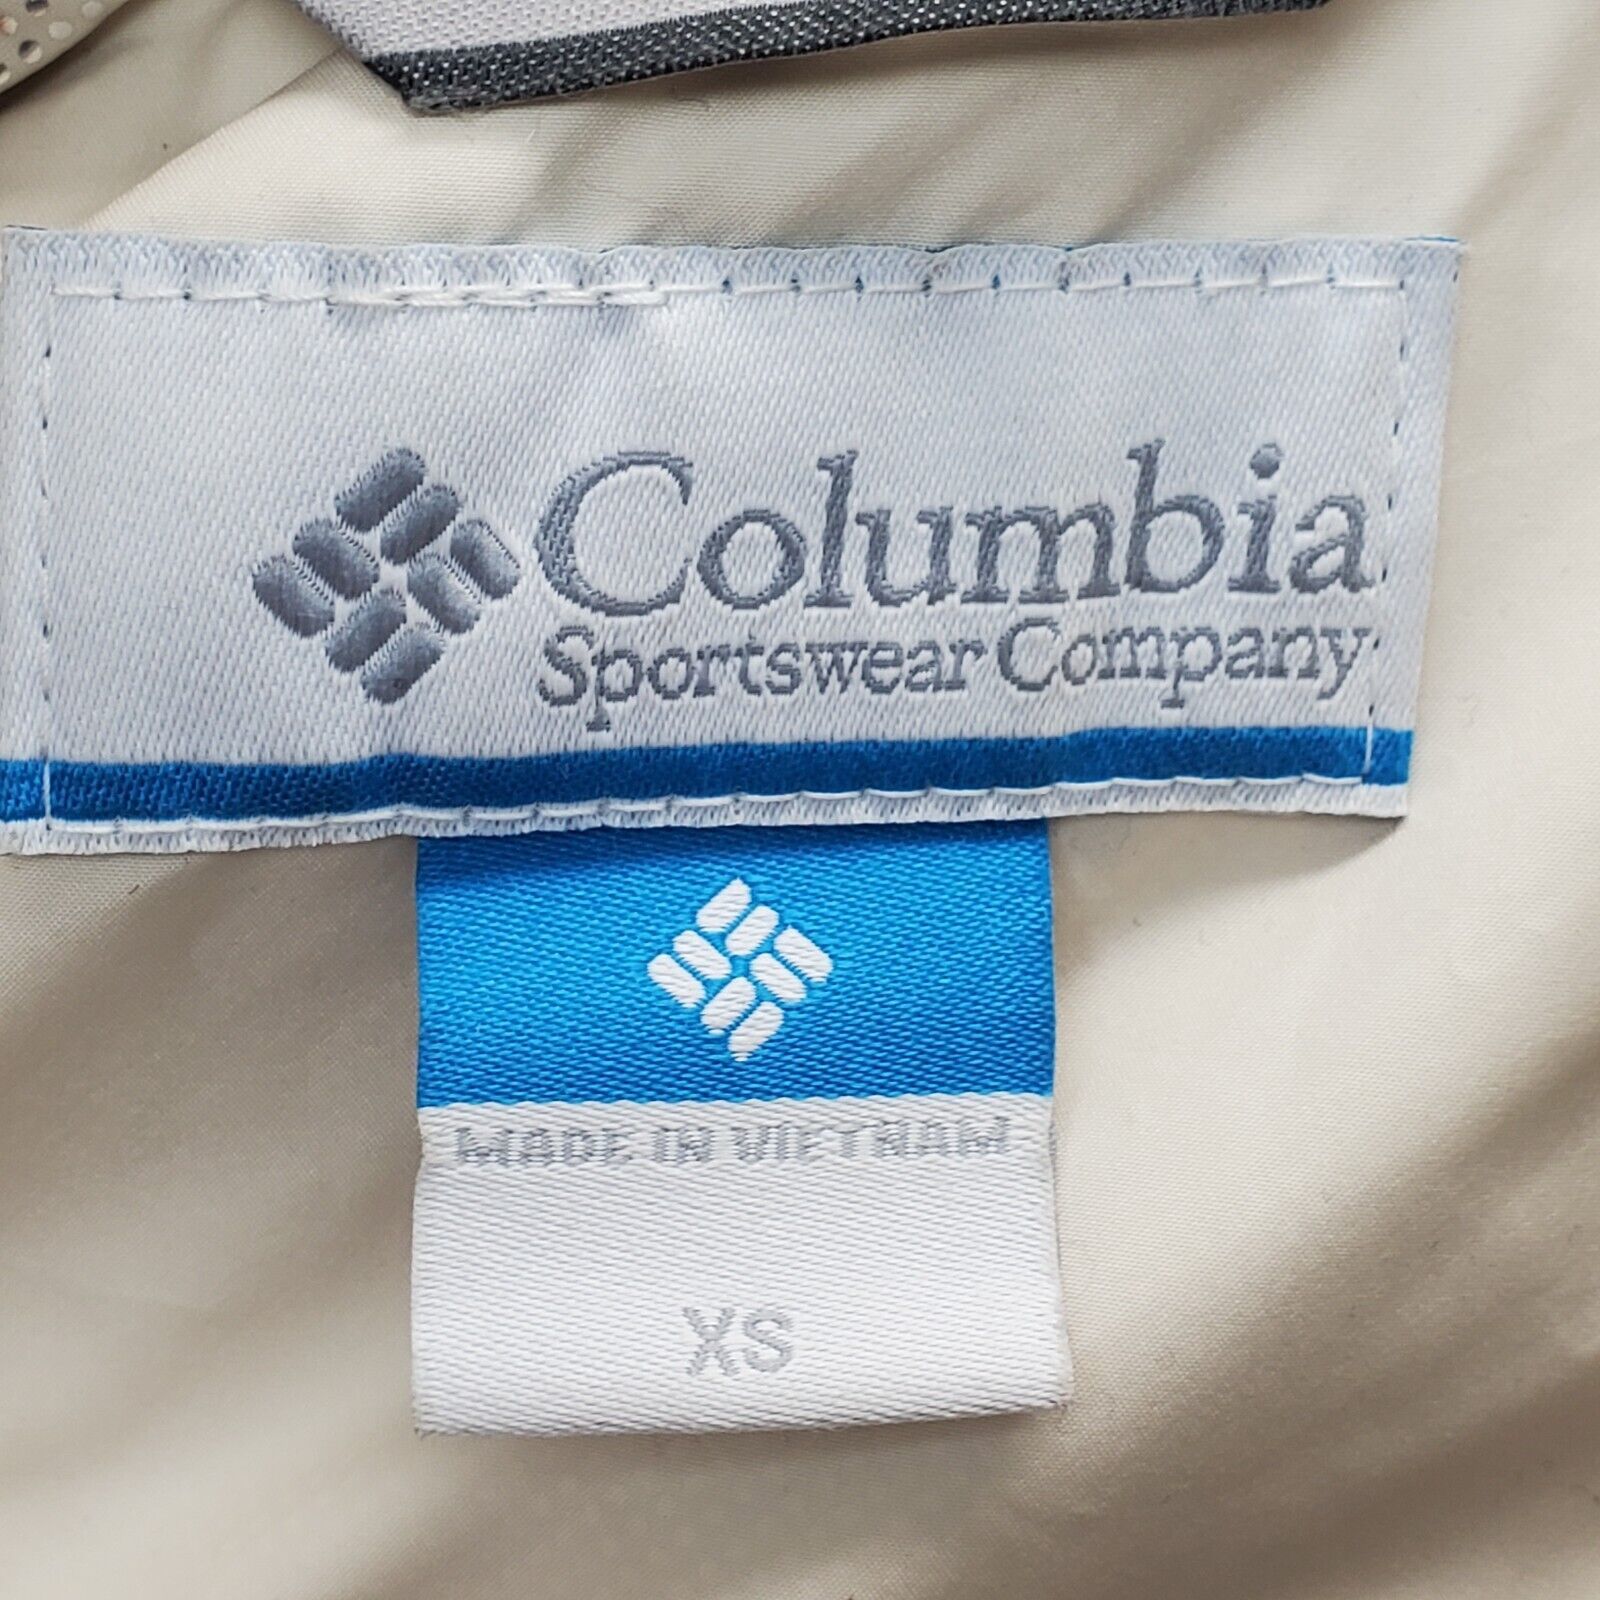 Columbia
Sportswear Company
MADE IN VIETNAM
XS